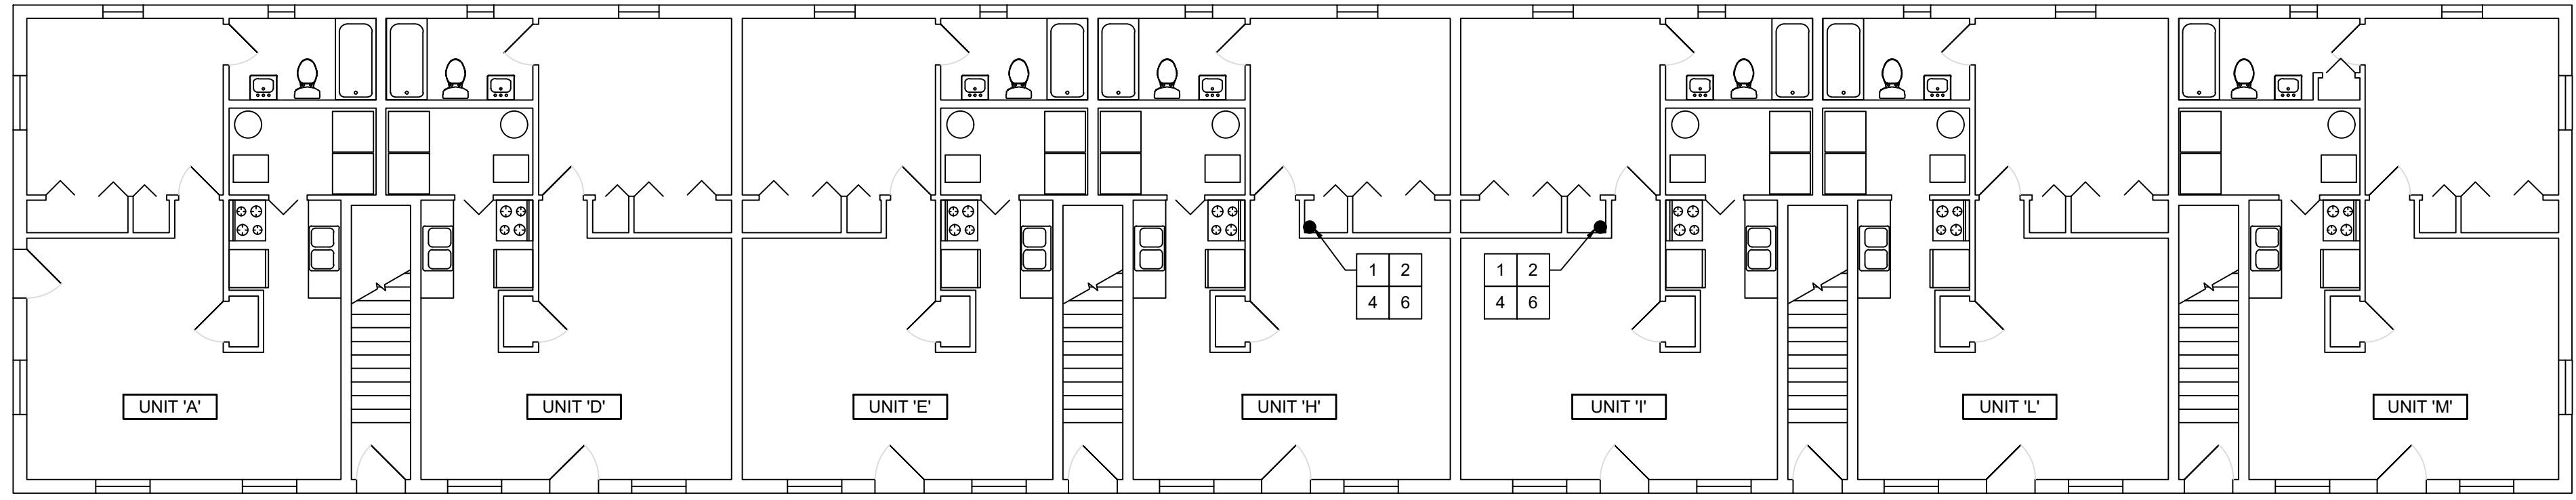 1 2
4 6
1 2
4 6
UNIT 'A'
UNIT 'D'
UNIT 'E'
UNIT 'H'
UNIT 'I'
UNIT 'L'
UNIT 'M'